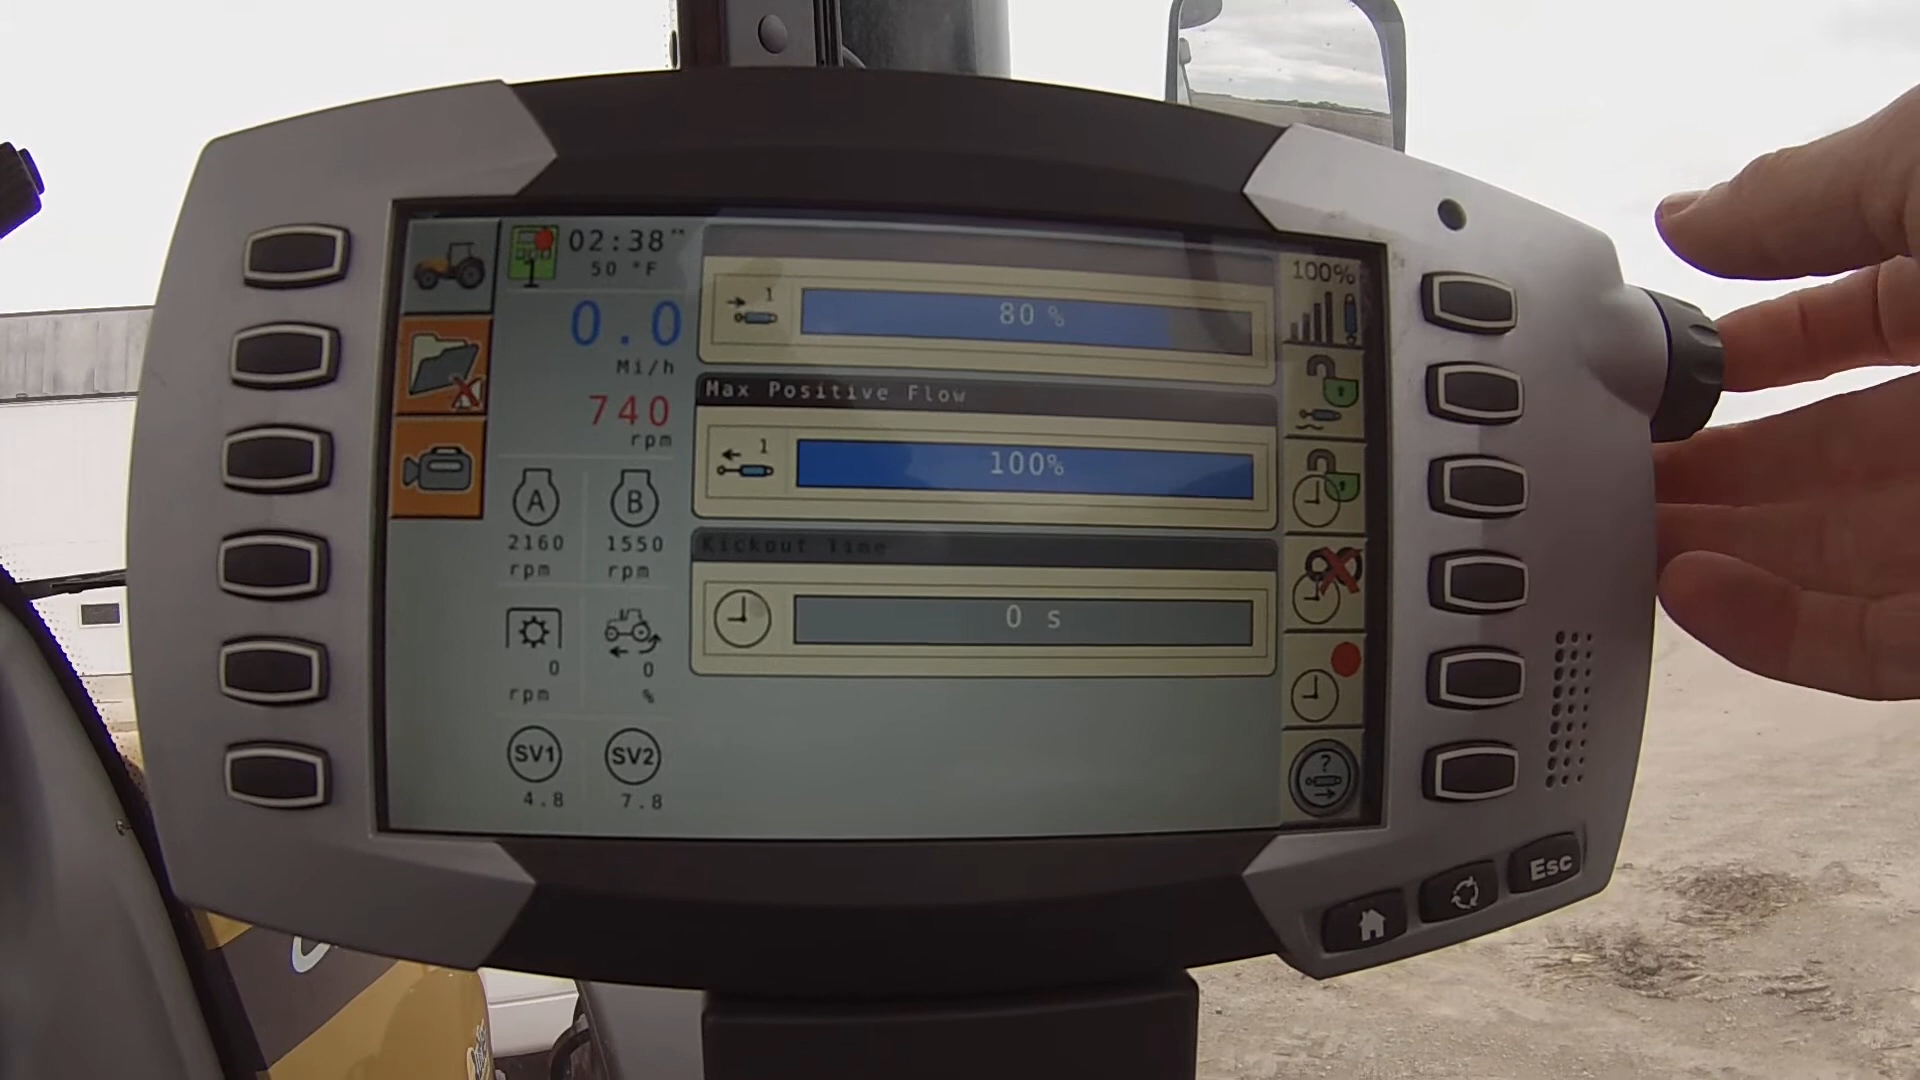 02:38
50 °F
0.0
Mi/h
740
rpm
A
B
2160
1550
rpm
rpm
0
0
rpm
%
SV1
SV2
4.8
7.8
1
1
80 %
Max Positive Flow
1
100%
Kickout Time
0 s
100%
?
Esc